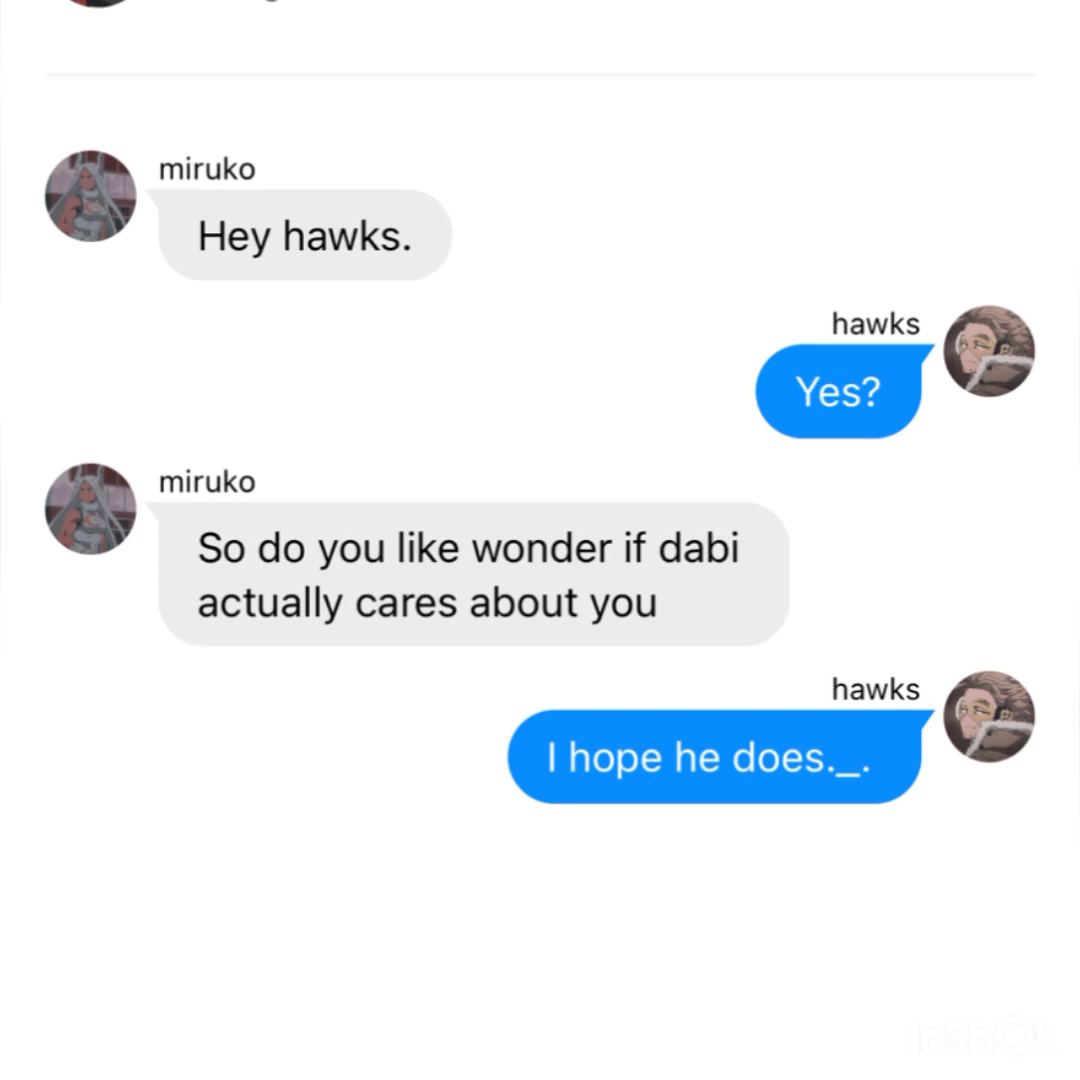 miruko
Hey hawks.
hawks
Yes?
miruko
So do you like wonder if dabi
actually cares about you
hawks
I hope he does._.
InShOt